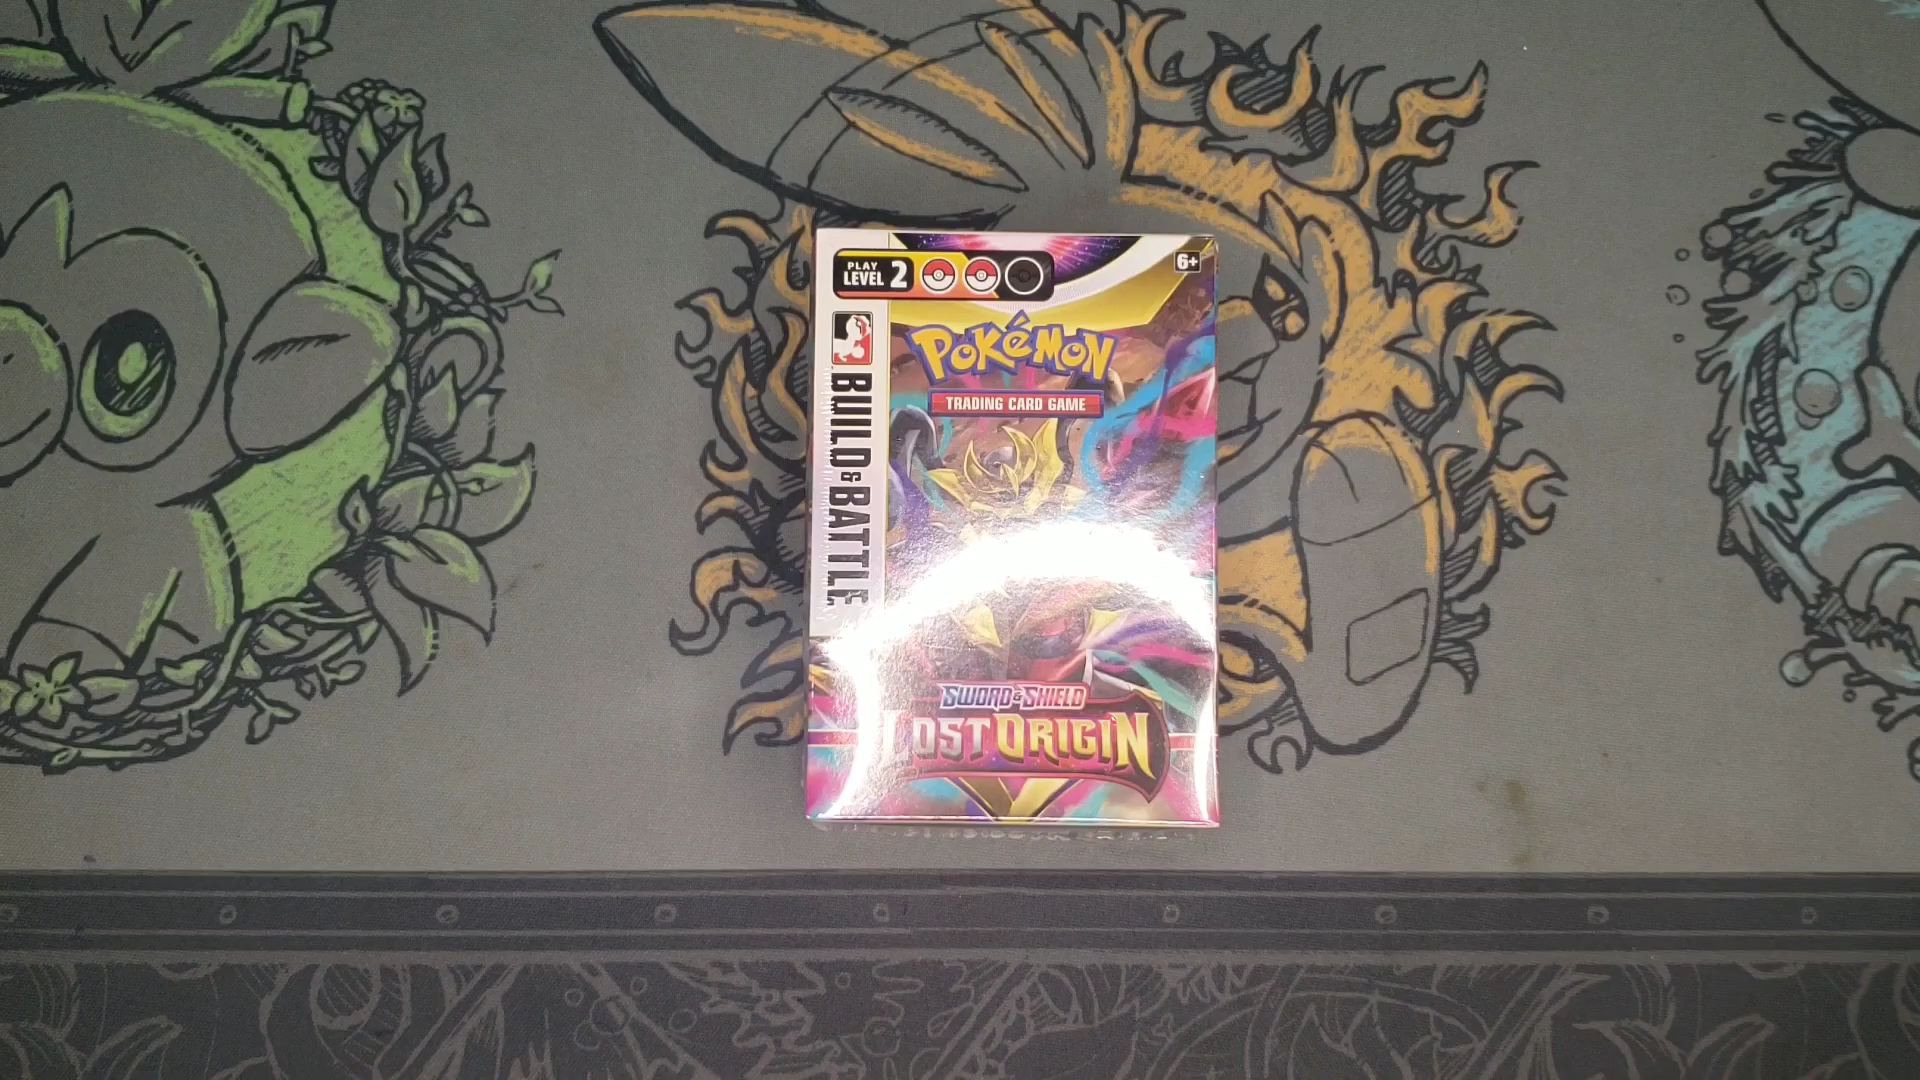 PLAY
LEVEL 2
6+
BUILD & BATTLE
POKéMON
TRADING CARD GAME
SWORD & SHIELD
LOST ORIGIN